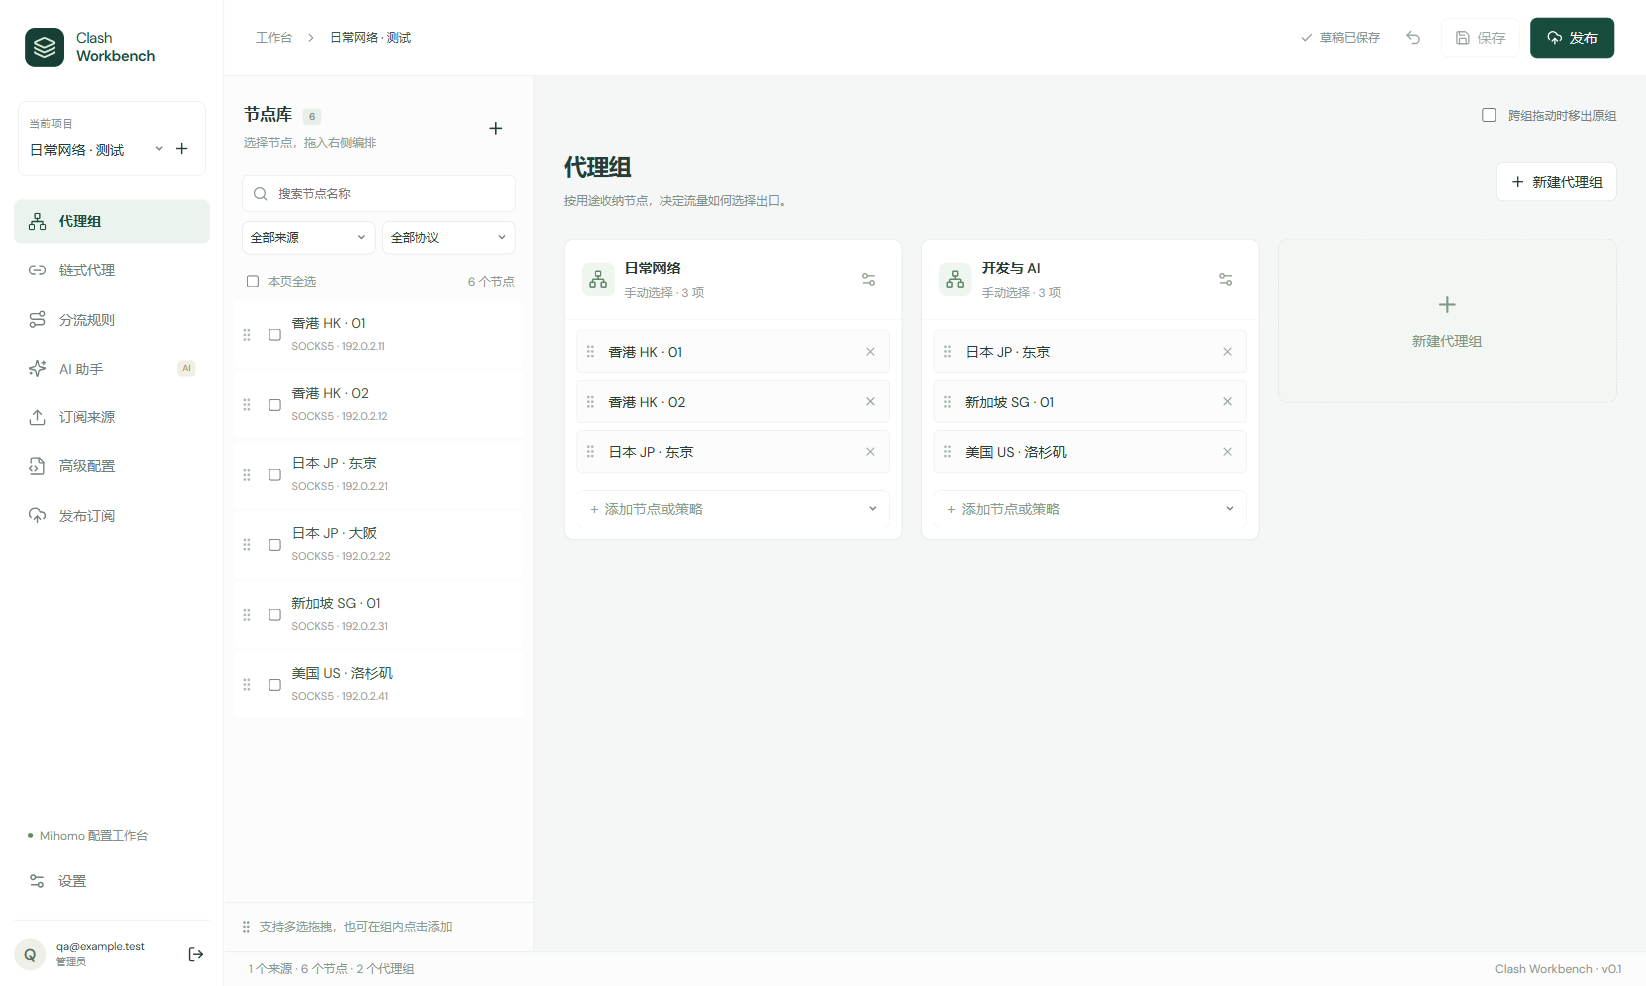 Clash
Workbench
当前项目
日常网络 · 测试
代理组
链式代理
分流规则
AI 助手
AI
订阅来源
高级配置
发布订阅
Mihomo 配置工作台
设置
Q
qa@example.test
管理员
工作台
日常网络 · 测试
草稿已保存
保存
发布
节点库
6
选择节点，拖入右侧编排
搜索节点名称
全部来源
全部协议
本页全选
6 个节点
香港 HK · 01
SOCKS5 · 192.0.2.11
香港 HK · 02
SOCKS5 · 192.0.2.12
日本 JP · 东京
SOCKS5 · 192.0.2.21
日本 JP · 大阪
SOCKS5 · 192.0.2.22
新加坡 SG · 01
SOCKS5 · 192.0.2.31
美国 US · 洛杉矶
SOCKS5 · 192.0.2.41
支持多选拖拽，也可在组内点击添加
跨组拖动时移出原组
代理组
按用途收纳节点，决定流量如何选择出口。
新建代理组
日常网络
手动选择 · 3 项
香港 HK · 01
香港 HK · 02
日本 JP · 东京
+ 添加节点或策略
开发与 AI
手动选择 · 3 项
日本 JP · 东京
新加坡 SG · 01
美国 US · 洛杉矶
+ 添加节点或策略
新建代理组
1 个来源 · 6 个节点 · 2 个代理组
Clash Workbench · v0.1